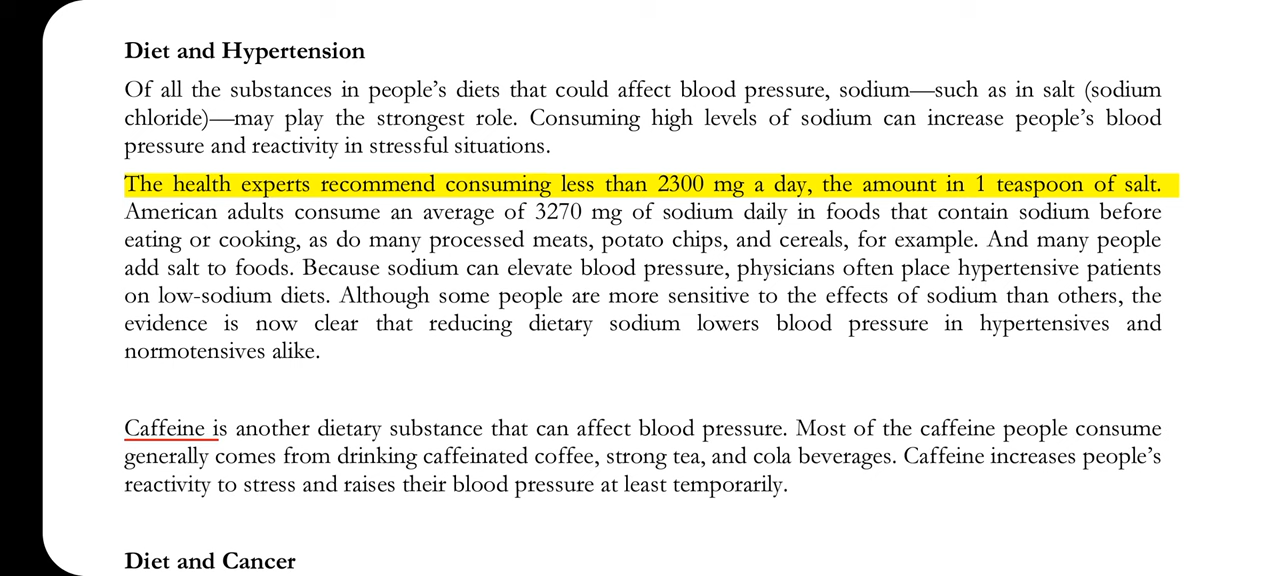 Diet and Hypertension
Of all the substances in people’s diets that could affect blood pressure, sodium—such as in salt (sodium
chloride)—may play the strongest role. Consuming high levels of sodium can increase people’s blood
pressure and reactivity in stressful situations.
The health experts recommend consuming less than 2300 mg a day, the amount in 1 teaspoon of salt.
American adults consume an average of 3270 mg of sodium daily in foods that contain sodium before
eating or cooking, as do many processed meats, potato chips, and cereals, for example. And many people
add salt to foods. Because sodium can elevate blood pressure, physicians often place hypertensive patients
on low-sodium diets. Although some people are more sensitive to the effects of sodium than others, the
evidence is now clear that reducing dietary sodium lowers blood pressure in hypertensives and
normotensives alike.
Caffeine is another dietary substance that can affect blood pressure. Most of the caffeine people consume
generally comes from drinking caffeinated coffee, strong tea, and cola beverages. Caffeine increases people’s
reactivity to stress and raises their blood pressure at least temporarily.
Diet and Cancer